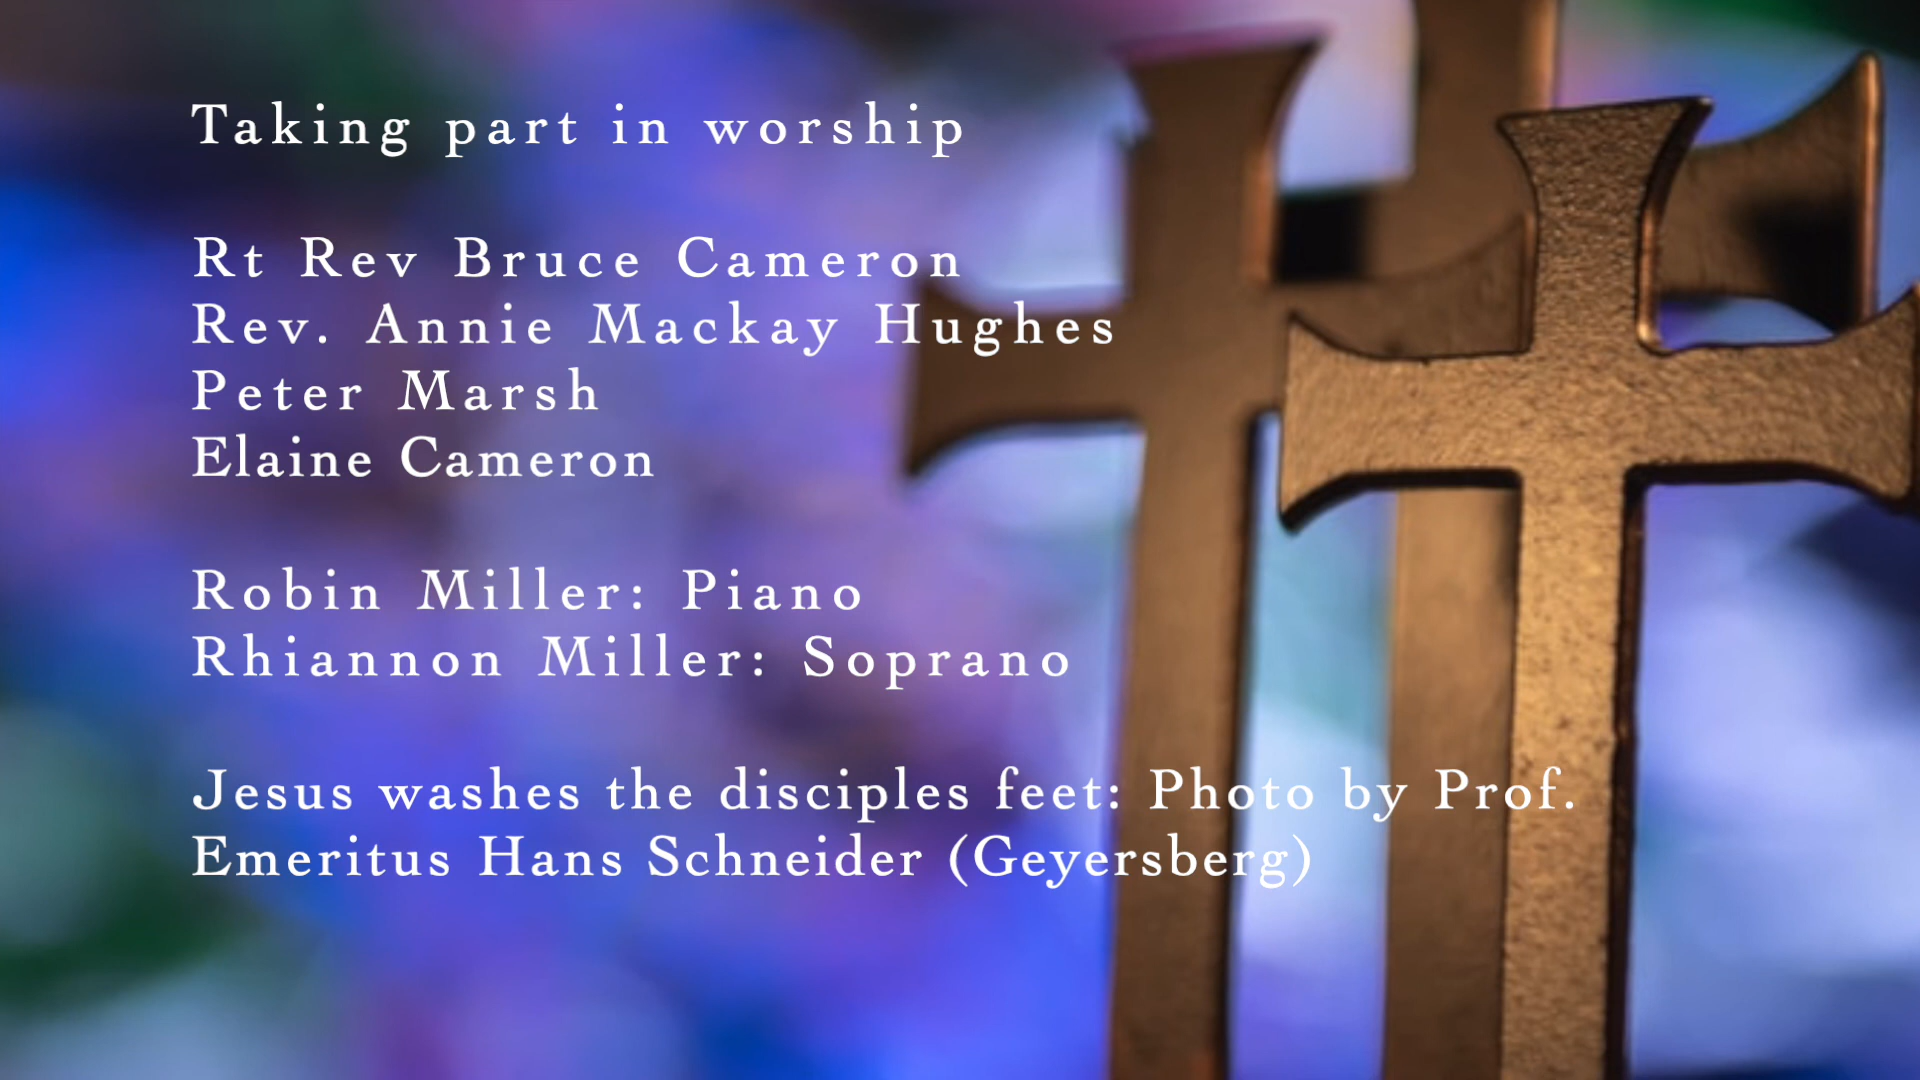 Taking part in worship
Rt Rev Bruce Cameron
Rev. Annie Mackay Hughes
Peter Marsh
Elaine Cameron
Robin Miller: Piano
Rhiannon Miller: Soprano
Jesus washes the disciples feet: Photo by Prof.
Emeritus Hans Schneider (Geyersberg)